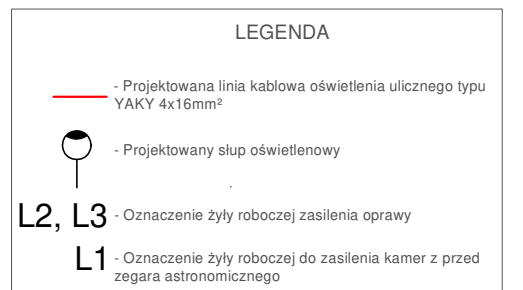 LEGENDA
- Projektowana linia kablowa oświetlenia ulicznego typu
YAKY 4x16mm²
- Projektowany słup oświetlenowy
.
L2, L3 - Oznaczenie żyły roboczej zasilenia oprawy
L1 - Oznaczenie żyły roboczej do zasilenia kamer z przed
zegara astronomicznego